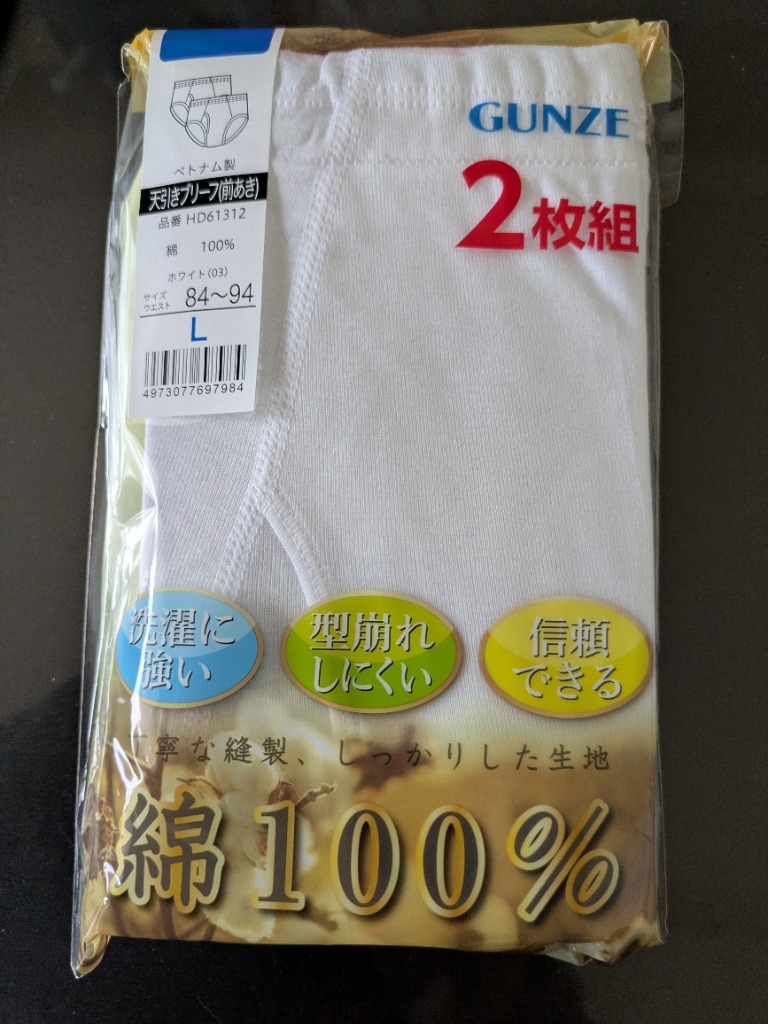 ベトナム製
天引きブリーフ(前あき)
品番 HD61312
綿 100%
ホワイト(03)
サイズ
ウエスト 84〜94
L
4973077697984
GUNZE
2枚組
洗濯に
強い
型崩れ
しにくい
信頼
できる
丁寧な縫製、しっかりした生地
綿100%